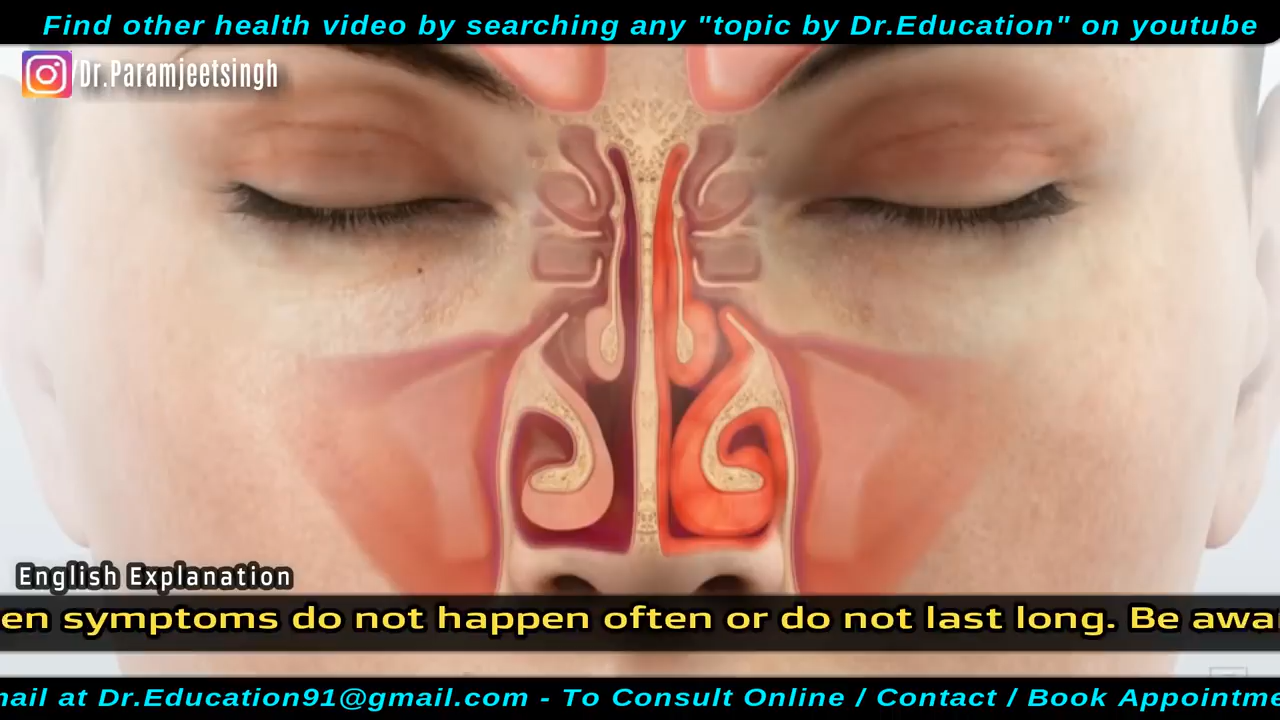 Find other health video by searching any "topic by Dr.Education" on youtube
/Dr.Paramjeetsingh
English Explanation
en symptoms do not happen often or do not last long. Be awa
ail at Dr.Education91@gmail.com - To Consult Online / Contact / Book Appointme